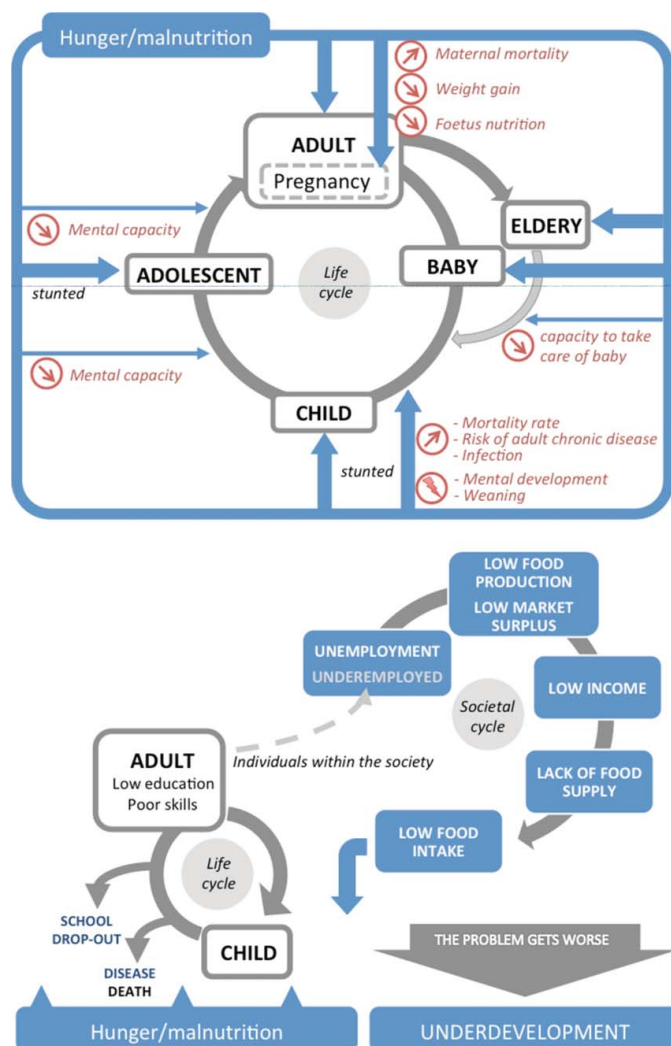 Hunger/malnutrition
Maternal mortality
Weight gain
Foetus nutrition
ADULT
Pregnancy
ELDERY
Mental capacity
ADOLESCENT
Life
cycle
BABY
stunted
capacity to take
care of baby
Mental capacity
CHILD
- Mortality rate
- Risk of adult chronic disease
- Infection
stunted
- Mental development
- Weaning
LOW FOOD
PRODUCTION
LOW MARKET
SURPLUS
UNEMPLOYMENT
UNDEREMPLOYED
LOW INCOME
Societal
cycle
ADULT
Low education
Poor skills
Individuals within the society
LACK OF FOOD
SUPPLY
LOW FOOD
INTAKE
Life
cycle
SCHOOL
DROP-OUT
CHILD
THE PROBLEM GETS WORSE
DISEASE
DEATH
Hunger/malnutrition
UNDERDEVELOPMENT